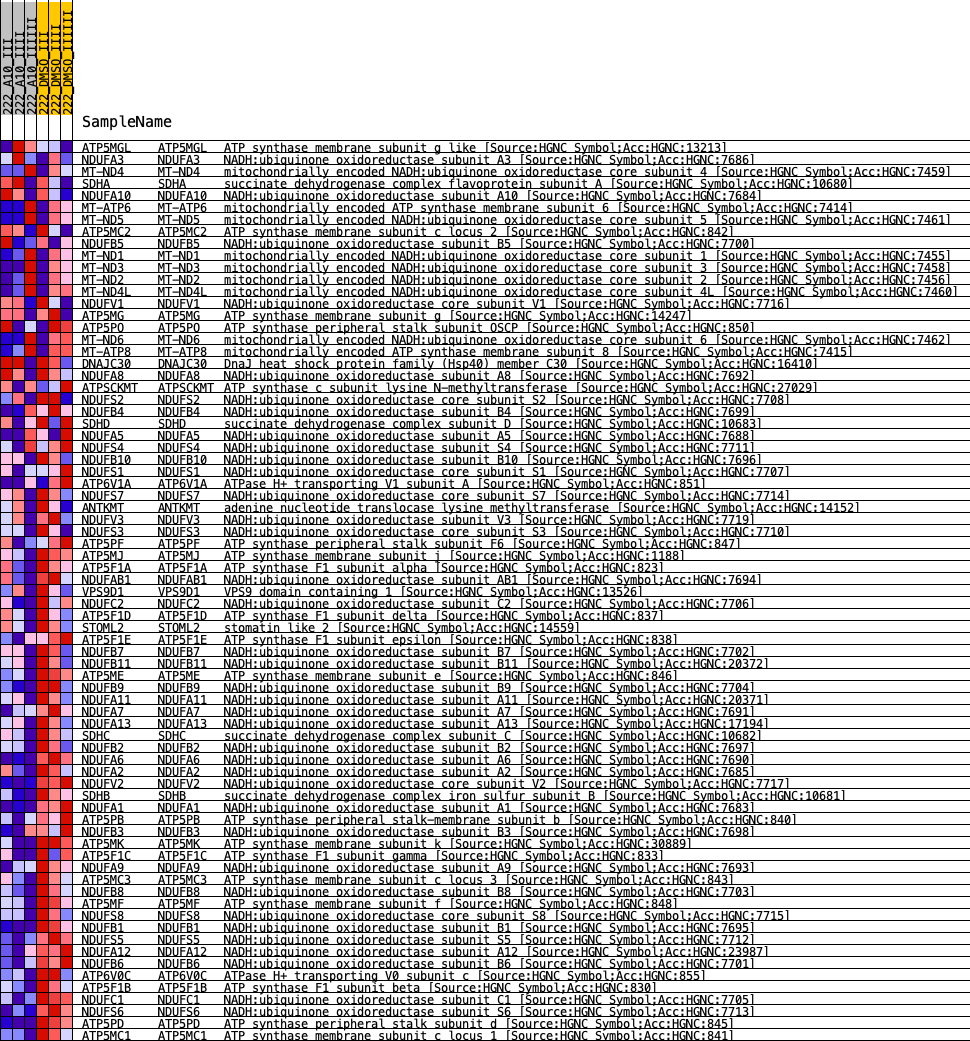 222_A10_III
222_A10_IIII
222_A10_IIIIII
222_DMSO_III
222_DMSO_IIII
222_DMSO_IIIIII
SampleName
ATP5MGL ATP5MGL ATP synthase membrane subunit g like [Source:HGNC Symbol;Acc:HGNC:13213]
NDUFA3 NDUFA3 NADH:ubiquinone oxidoreductase subunit A3 [Source:HGNC Symbol;Acc:HGNC:7686]
MT-ND4 MT-ND4 mitochondrially encoded NADH:ubiquinone oxidoreductase core subunit 4 [Source:HGNC Symbol;Acc:HGNC:7459]
SDHA SDHA succinate dehydrogenase complex flavoprotein subunit A [Source:HGNC Symbol;Acc:HGNC:10680]
NDUFA10 NDUFA10 NADH:ubiquinone oxidoreductase subunit A10 [Source:HGNC Symbol;Acc:HGNC:7684]
MT-ATP6 MT-ATP6 mitochondrially encoded ATP synthase membrane subunit 6 [Source:HGNC Symbol;Acc:HGNC:7414]
MT-ND5 MT-ND5 mitochondrially encoded NADH:ubiquinone oxidoreductase core subunit 5 [Source:HGNC Symbol;Acc:HGNC:7461]
ATP5MC2 ATP5MC2 ATP synthase membrane subunit c locus 2 [Source:HGNC Symbol;Acc:HGNC:842]
NDUFB5 NDUFB5 NADH:ubiquinone oxidoreductase subunit B5 [Source:HGNC Symbol;Acc:HGNC:7700]
MT-ND1 MT-ND1 mitochondrially encoded NADH:ubiquinone oxidoreductase core subunit 1 [Source:HGNC Symbol;Acc:HGNC:7455]
MT-ND3 MT-ND3 mitochondrially encoded NADH:ubiquinone oxidoreductase core subunit 3 [Source:HGNC Symbol;Acc:HGNC:7458]
MT-ND2 MT-ND2 mitochondrially encoded NADH:ubiquinone oxidoreductase core subunit 2 [Source:HGNC Symbol;Acc:HGNC:7456]
MT-ND4L MT-ND4L mitochondrially encoded NADH:ubiquinone oxidoreductase core subunit 4L [Source:HGNC Symbol;Acc:HGNC:7460]
NDUFV1 NDUFV1 NADH:ubiquinone oxidoreductase core subunit V1 [Source:HGNC Symbol;Acc:HGNC:7716]
ATP5MG ATP5MG ATP synthase membrane subunit g [Source:HGNC Symbol;Acc:HGNC:14247]
ATP5PO ATP5PO ATP synthase peripheral stalk subunit OSCP [Source:HGNC Symbol;Acc:HGNC:850]
MT-ND6 MT-ND6 mitochondrially encoded NADH:ubiquinone oxidoreductase core subunit 6 [Source:HGNC Symbol;Acc:HGNC:7462]
MT-ATP8 MT-ATP8 mitochondrially encoded ATP synthase membrane subunit 8 [Source:HGNC Symbol;Acc:HGNC:7415]
DNAJC30 DNAJC30 DnaJ heat shock protein family (Hsp40) member C30 [Source:HGNC Symbol;Acc:HGNC:16410]
NDUFA8 NDUFA8 NADH:ubiquinone oxidoreductase subunit A8 [Source:HGNC Symbol;Acc:HGNC:7692]
ATPSCKMT ATPSCKMT ATP synthase c subunit lysine N-methyltransferase [Source:HGNC Symbol;Acc:HGNC:27029]
NDUFS2 NDUFS2 NADH:ubiquinone oxidoreductase core subunit S2 [Source:HGNC Symbol;Acc:HGNC:7708]
NDUFB4 NDUFB4 NADH:ubiquinone oxidoreductase subunit B4 [Source:HGNC Symbol;Acc:HGNC:7699]
SDHD SDHD succinate dehydrogenase complex subunit D [Source:HGNC Symbol;Acc:HGNC:10683]
NDUFA5 NDUFA5 NADH:ubiquinone oxidoreductase subunit A5 [Source:HGNC Symbol;Acc:HGNC:7688]
NDUFS4 NDUFS4 NADH:ubiquinone oxidoreductase subunit S4 [Source:HGNC Symbol;Acc:HGNC:7711]
NDUFB10 NDUFB10 NADH:ubiquinone oxidoreductase subunit B10 [Source:HGNC Symbol;Acc:HGNC:7696]
NDUFS1 NDUFS1 NADH:ubiquinone oxidoreductase core subunit S1 [Source:HGNC Symbol;Acc:HGNC:7707]
ATP6V1A ATP6V1A ATPase H+ transporting V1 subunit A [Source:HGNC Symbol;Acc:HGNC:851]
NDUFS7 NDUFS7 NADH:ubiquinone oxidoreductase core subunit S7 [Source:HGNC Symbol;Acc:HGNC:7714]
ANTKMT ANTKMT adenine nucleotide translocase lysine methyltransferase [Source:HGNC Symbol;Acc:HGNC:14152]
NDUFV3 NDUFV3 NADH:ubiquinone oxidoreductase subunit V3 [Source:HGNC Symbol;Acc:HGNC:7719]
NDUFS3 NDUFS3 NADH:ubiquinone oxidoreductase core subunit S3 [Source:HGNC Symbol;Acc:HGNC:7710]
ATP5PF ATP5PF ATP synthase peripheral stalk subunit F6 [Source:HGNC Symbol;Acc:HGNC:847]
ATP5MJ ATP5MJ ATP synthase membrane subunit j [Source:HGNC Symbol;Acc:HGNC:1188]
ATP5F1A ATP5F1A ATP synthase F1 subunit alpha [Source:HGNC Symbol;Acc:HGNC:823]
NDUFAB1 NDUFAB1 NADH:ubiquinone oxidoreductase subunit AB1 [Source:HGNC Symbol;Acc:HGNC:7694]
VPS9D1 VPS9D1 VPS9 domain containing 1 [Source:HGNC Symbol;Acc:HGNC:13526]
NDUFC2 NDUFC2 NADH:ubiquinone oxidoreductase subunit C2 [Source:HGNC Symbol;Acc:HGNC:7706]
ATP5F1D ATP5F1D ATP synthase F1 subunit delta [Source:HGNC Symbol;Acc:HGNC:837]
STOML2 STOML2 stomatin like 2 [Source:HGNC Symbol;Acc:HGNC:14559]
ATP5F1E ATP5F1E ATP synthase F1 subunit epsilon [Source:HGNC Symbol;Acc:HGNC:838]
NDUFB7 NDUFB7 NADH:ubiquinone oxidoreductase subunit B7 [Source:HGNC Symbol;Acc:HGNC:7702]
NDUFB11 NDUFB11 NADH:ubiquinone oxidoreductase subunit B11 [Source:HGNC Symbol;Acc:HGNC:20372]
ATP5ME ATP5ME ATP synthase membrane subunit e [Source:HGNC Symbol;Acc:HGNC:846]
NDUFB9 NDUFB9 NADH:ubiquinone oxidoreductase subunit B9 [Source:HGNC Symbol;Acc:HGNC:7704]
NDUFA11 NDUFA11 NADH:ubiquinone oxidoreductase subunit A11 [Source:HGNC Symbol;Acc:HGNC:20371]
NDUFA7 NDUFA7 NADH:ubiquinone oxidoreductase subunit A7 [Source:HGNC Symbol;Acc:HGNC:7691]
NDUFA13 NDUFA13 NADH:ubiquinone oxidoreductase subunit A13 [Source:HGNC Symbol;Acc:HGNC:17194]
SDHC SDHC succinate dehydrogenase complex subunit C [Source:HGNC Symbol;Acc:HGNC:10682]
NDUFB2 NDUFB2 NADH:ubiquinone oxidoreductase subunit B2 [Source:HGNC Symbol;Acc:HGNC:7697]
NDUFA6 NDUFA6 NADH:ubiquinone oxidoreductase subunit A6 [Source:HGNC Symbol;Acc:HGNC:7690]
NDUFA2 NDUFA2 NADH:ubiquinone oxidoreductase subunit A2 [Source:HGNC Symbol;Acc:HGNC:7685]
NDUFV2 NDUFV2 NADH:ubiquinone oxidoreductase core subunit V2 [Source:HGNC Symbol;Acc:HGNC:7717]
SDHB SDHB succinate dehydrogenase complex iron sulfur subunit B [Source:HGNC Symbol;Acc:HGNC:10681]
NDUFA1 NDUFA1 NADH:ubiquinone oxidoreductase subunit A1 [Source:HGNC Symbol;Acc:HGNC:7683]
ATP5PB ATP5PB ATP synthase peripheral stalk-membrane subunit b [Source:HGNC Symbol;Acc:HGNC:840]
NDUFB3 NDUFB3 NADH:ubiquinone oxidoreductase subunit B3 [Source:HGNC Symbol;Acc:HGNC:7698]
ATP5MK ATP5MK ATP synthase membrane subunit k [Source:HGNC Symbol;Acc:HGNC:30889]
ATP5F1C ATP5F1C ATP synthase F1 subunit gamma [Source:HGNC Symbol;Acc:HGNC:833]
NDUFA9 NDUFA9 NADH:ubiquinone oxidoreductase subunit A9 [Source:HGNC Symbol;Acc:HGNC:7693]
ATP5MC3 ATP5MC3 ATP synthase membrane subunit c locus 3 [Source:HGNC Symbol;Acc:HGNC:843]
NDUFB8 NDUFB8 NADH:ubiquinone oxidoreductase subunit B8 [Source:HGNC Symbol;Acc:HGNC:7703]
ATP5MF ATP5MF ATP synthase membrane subunit f [Source:HGNC Symbol;Acc:HGNC:848]
NDUFS8 NDUFS8 NADH:ubiquinone oxidoreductase core subunit S8 [Source:HGNC Symbol;Acc:HGNC:7715]
NDUFB1 NDUFB1 NADH:ubiquinone oxidoreductase subunit B1 [Source:HGNC Symbol;Acc:HGNC:7695]
NDUFS5 NDUFS5 NADH:ubiquinone oxidoreductase subunit S5 [Source:HGNC Symbol;Acc:HGNC:7712]
NDUFA12 NDUFA12 NADH:ubiquinone oxidoreductase subunit A12 [Source:HGNC Symbol;Acc:HGNC:23987]
NDUFB6 NDUFB6 NADH:ubiquinone oxidoreductase subunit B6 [Source:HGNC Symbol;Acc:HGNC:7701]
ATP6V0C ATP6V0C ATPase H+ transporting V0 subunit c [Source:HGNC Symbol;Acc:HGNC:855]
ATP5F1B ATP5F1B ATP synthase F1 subunit beta [Source:HGNC Symbol;Acc:HGNC:830]
NDUFC1 NDUFC1 NADH:ubiquinone oxidoreductase subunit C1 [Source:HGNC Symbol;Acc:HGNC:7705]
NDUFS6 NDUFS6 NADH:ubiquinone oxidoreductase subunit S6 [Source:HGNC Symbol;Acc:HGNC:7713]
ATP5PD ATP5PD ATP synthase peripheral stalk subunit d [Source:HGNC Symbol;Acc:HGNC:845]
ATP5MC1 ATP5MC1 ATP synthase membrane subunit c locus 1 [Source:HGNC Symbol;Acc:HGNC:841]